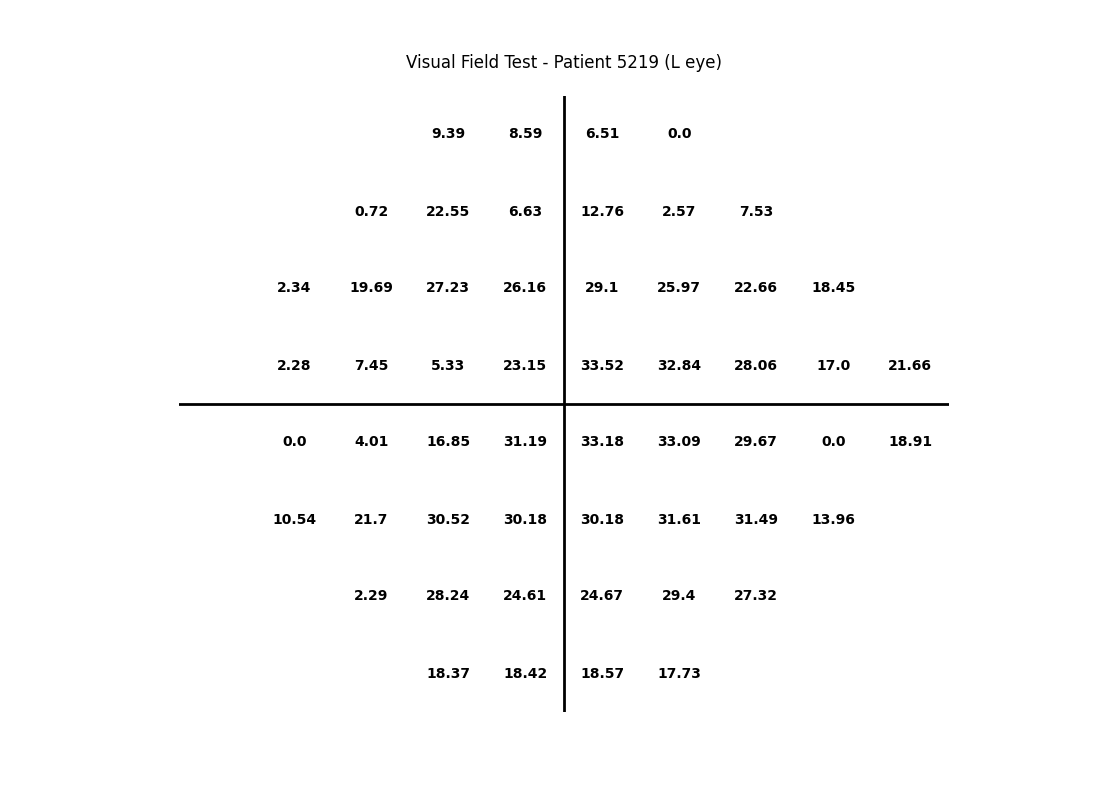 Visual Field Test - Patient 5219 (L eye)
9.39 8.59 6.51 0.0
0.72 22.55 6.63 12.76 2.57 7.53
2.34 19.69 27.23 26.16 29.1 25.97 22.66 18.45
2.28 7.45 5.33 23.15 33.52 32.84 28.06 17.0 21.66
0.0 4.01 16.85 31.19 33.18 33.09 29.67 0.0 18.91
10.54 21.7 30.52 30.18 30.18 31.61 31.49 13.96
2.29 28.24 24.61 24.67 29.4 27.32
18.37 18.42 18.57 17.73